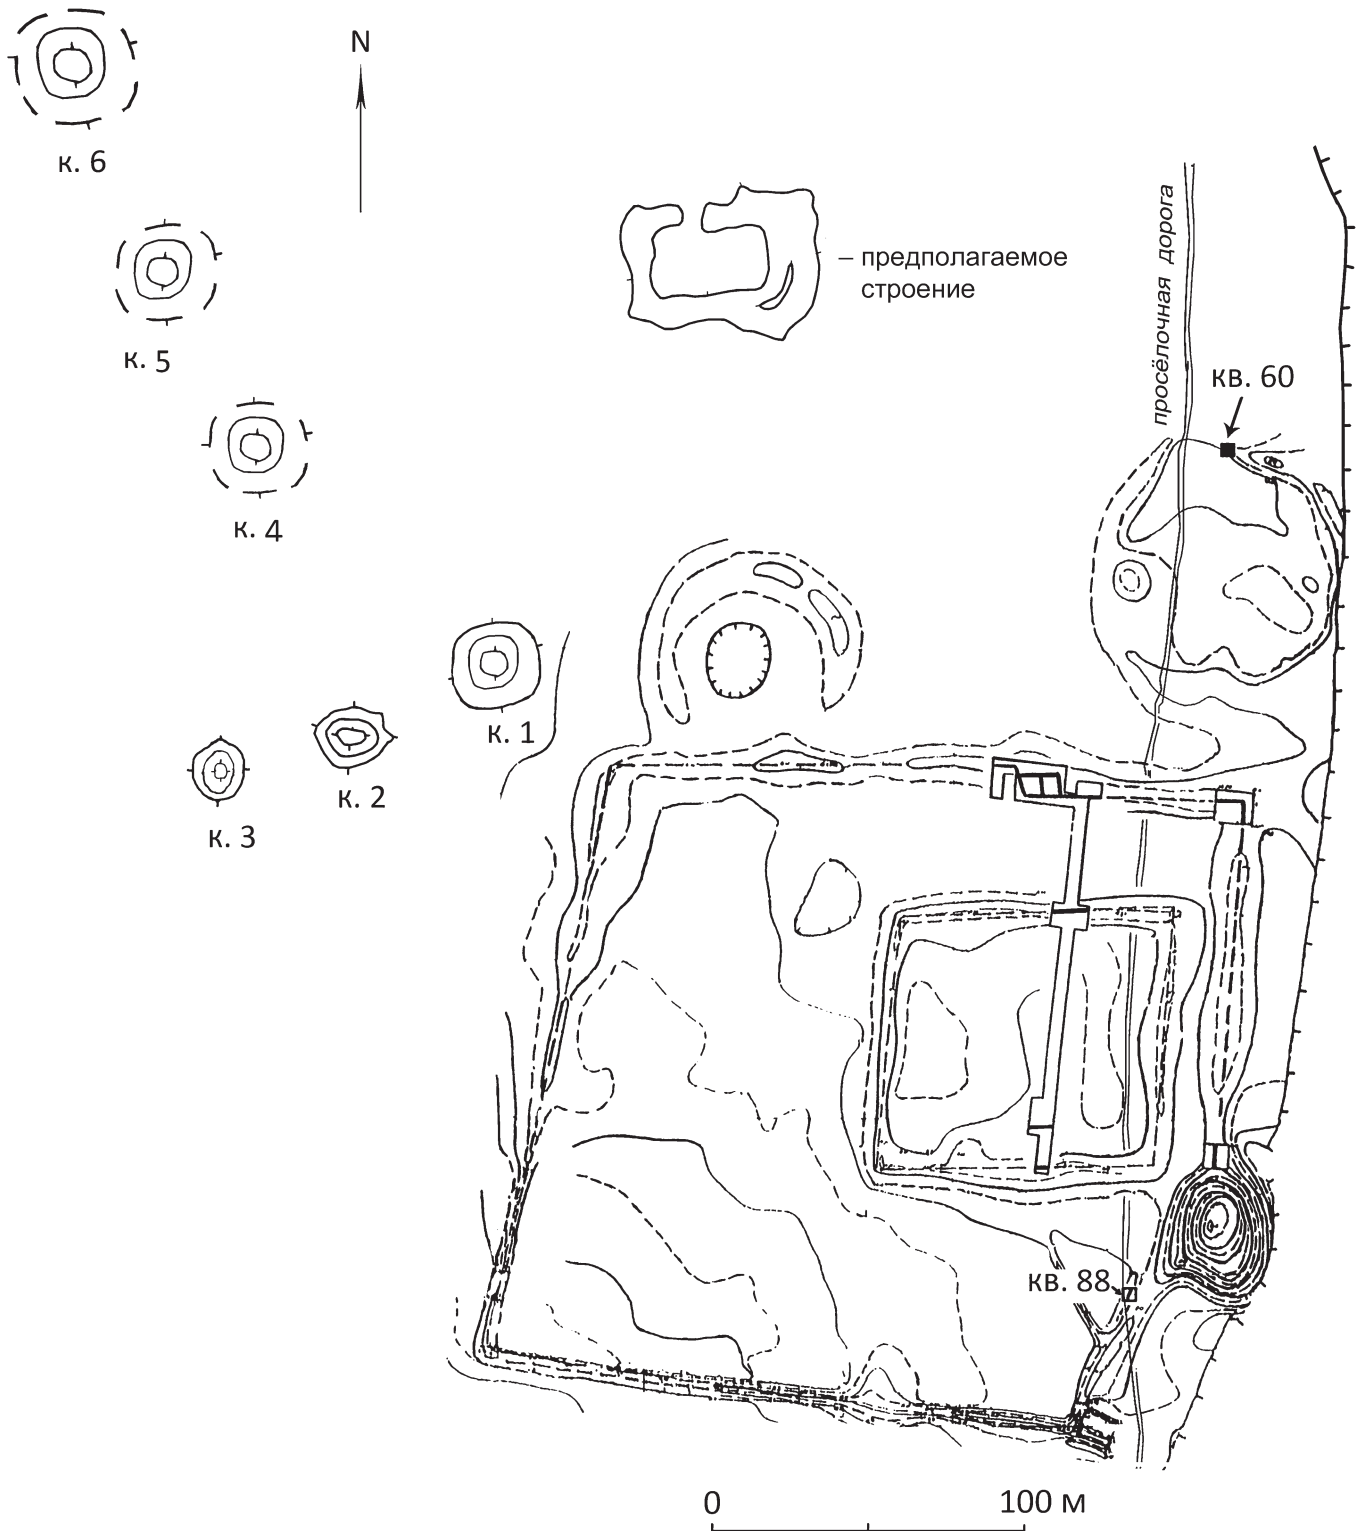 N
к. 6
просёлочная дорога
– предполагаемое
строение
к. 5
кв. 60
к. 4
к. 1
к. 2
к. 3
кв. 88
0
100 м